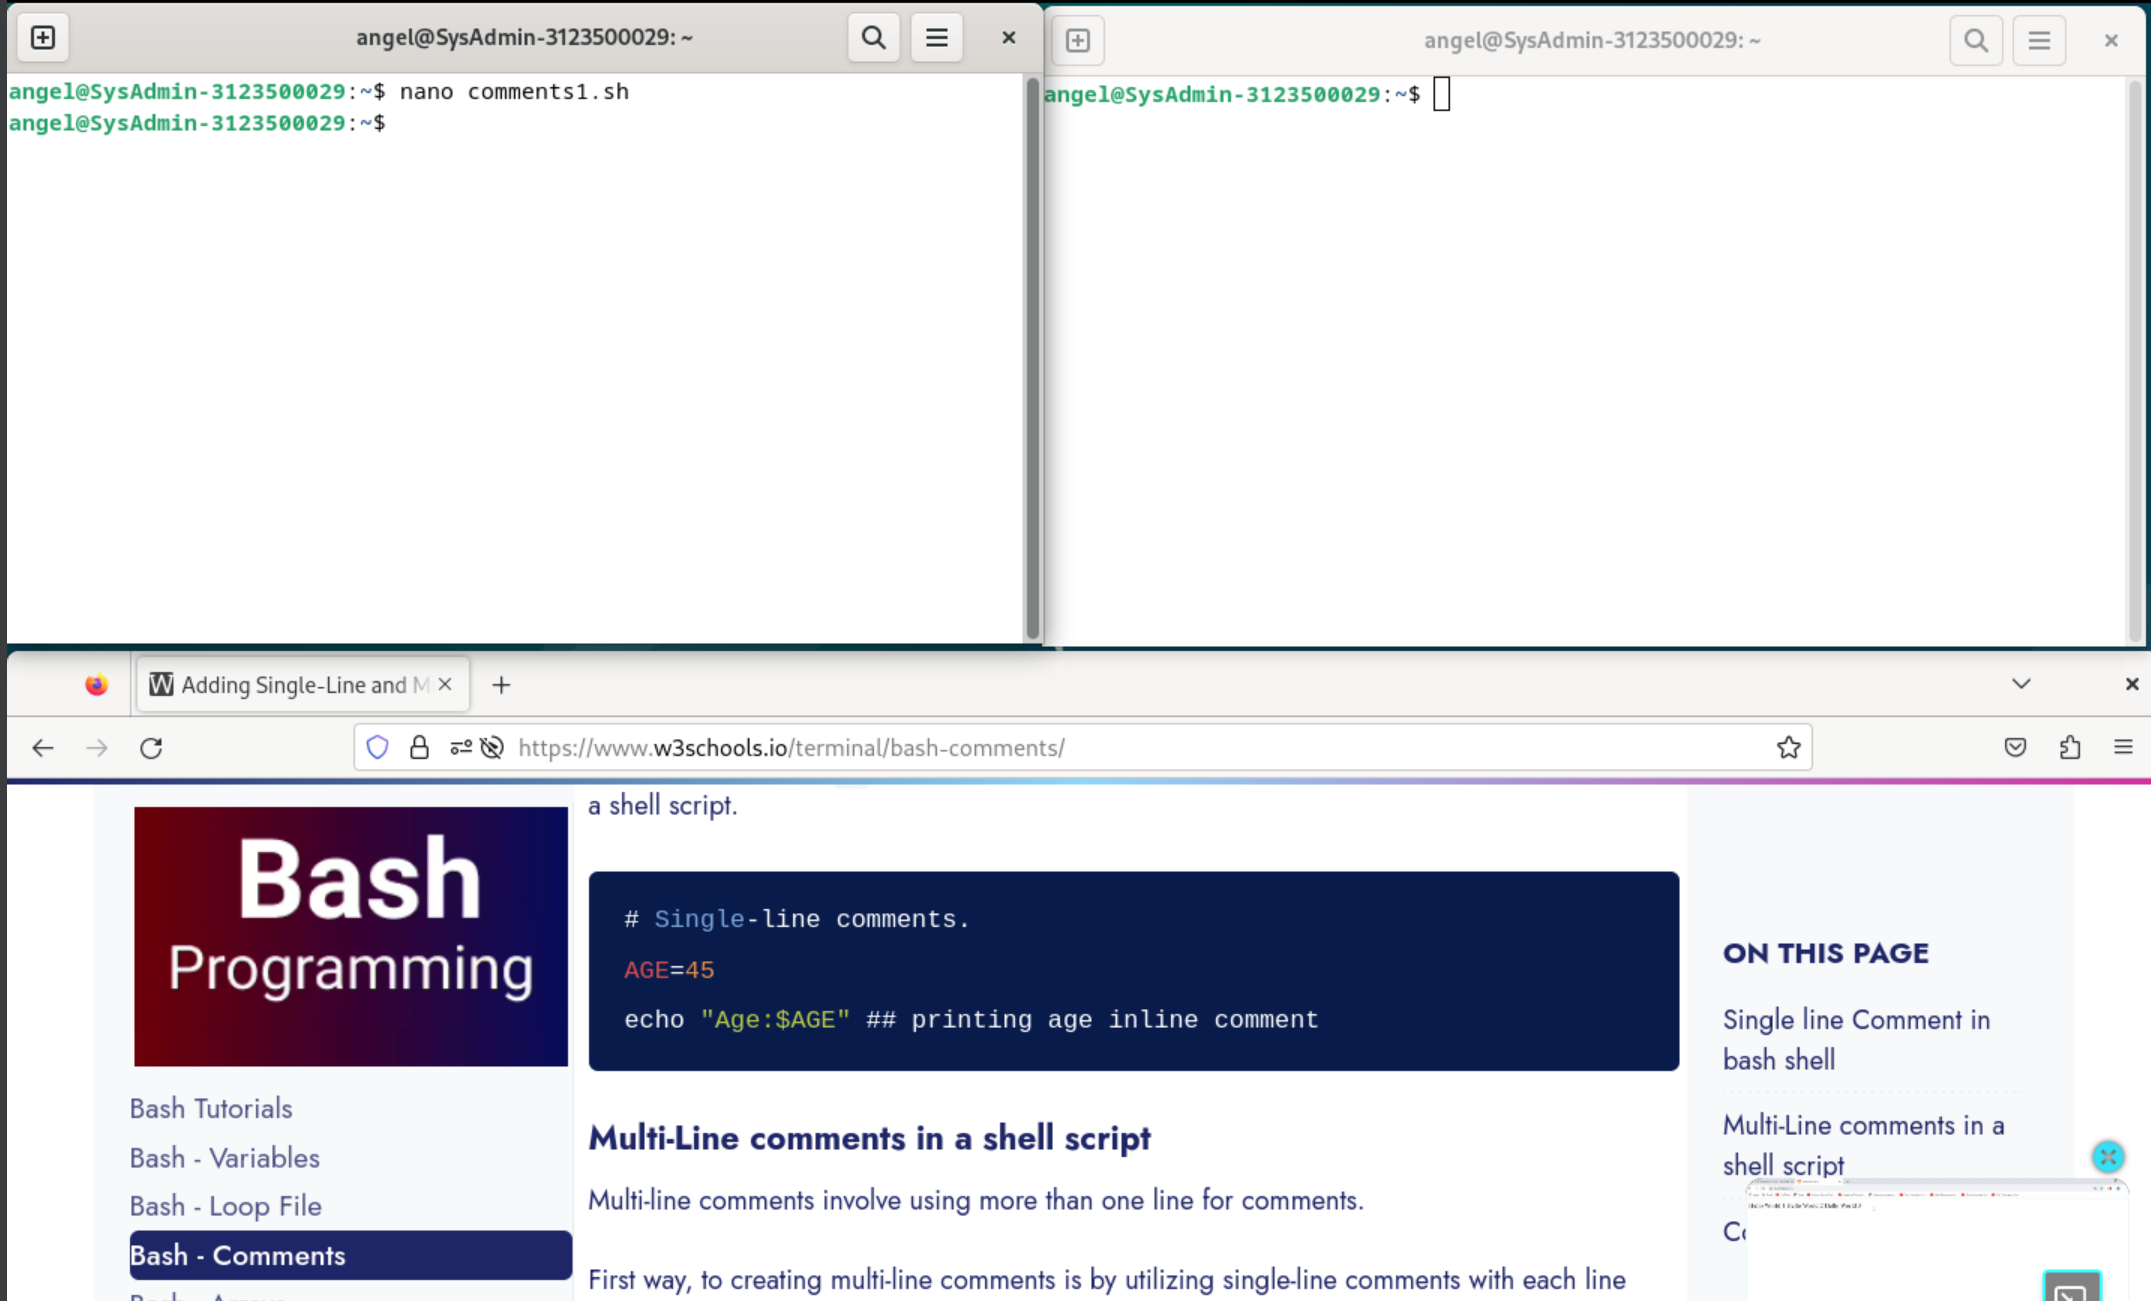 angel@SysAdmin-3123500029: ~
angel@SysAdmin-3123500029:~$ nano comments1.sh
angel@SysAdmin-3123500029:~$
angel@SysAdmin-3123500029: ~
angel@SysAdmin-3123500029:~$
Adding Single-Line and M
https://www.w3schools.io/terminal/bash-comments/
Bash
Programming
Bash Tutorials
Bash - Variables
Bash - Loop File
Bash - Comments
a shell script.
# Single-line comments.
AGE=45
echo "Age:$AGE" ## printing age inline comment
Multi-Line comments in a shell script
Multi-line comments involve using more than one line for comments.
First way, to creating multi-line comments is by utilizing single-line comments with each line
ON THIS PAGE
Single line Comment in
bash shell
Multi-Line comments in a
shell script